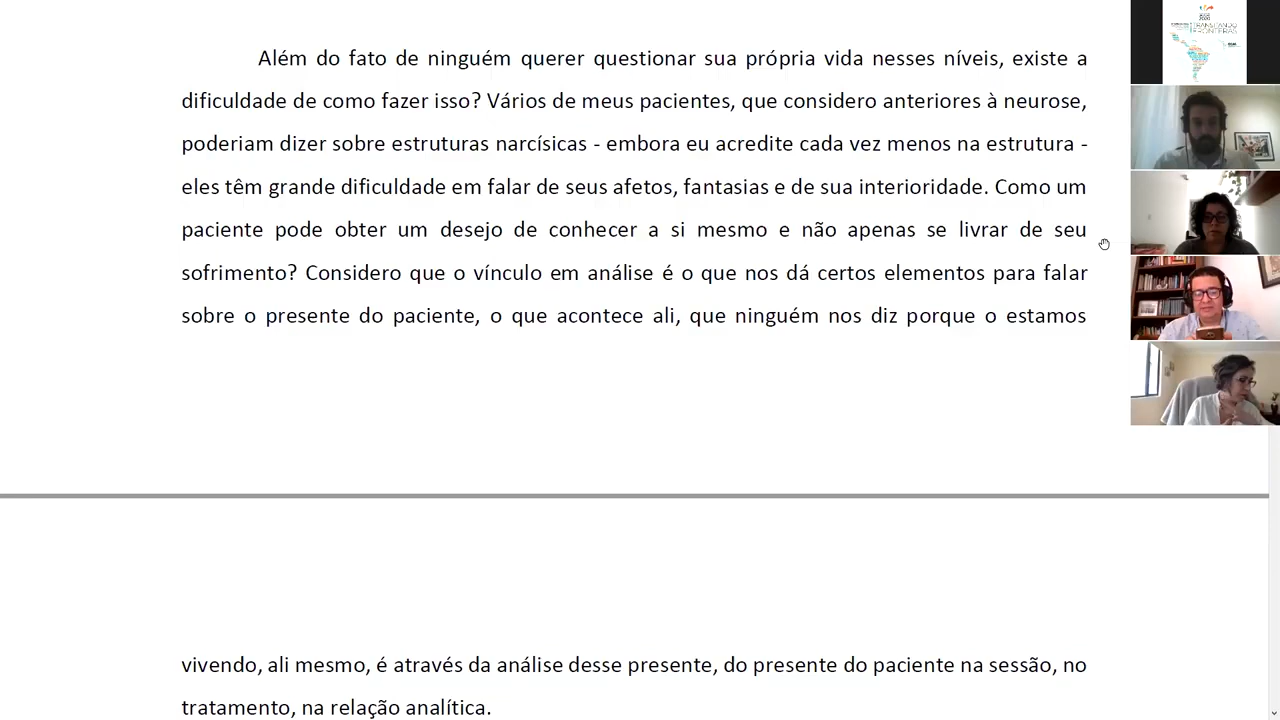 Além do fato de ninguém querer questionar sua própria vida nesses níveis, existe a
dificuldade de como fazer isso? Vários de meus pacientes, que considero anteriores à neurose,
poderiam dizer sobre estruturas narcísicas - embora eu acredite cada vez menos na estrutura -
eles têm grande dificuldade em falar de seus afetos, fantasias e de sua interioridade. Como um
paciente pode obter um desejo de conhecer a si mesmo e não apenas se livrar de seu
sofrimento? Considero que o vínculo em análise é o que nos dá certos elementos para falar
sobre o presente do paciente, o que acontece ali, que ninguém nos diz porque o estamos
vivendo, ali mesmo, é através da análise desse presente, do presente do paciente na sessão, no
tratamento, na relação analítica.
TRANSITANDO
FRONTEIRAS